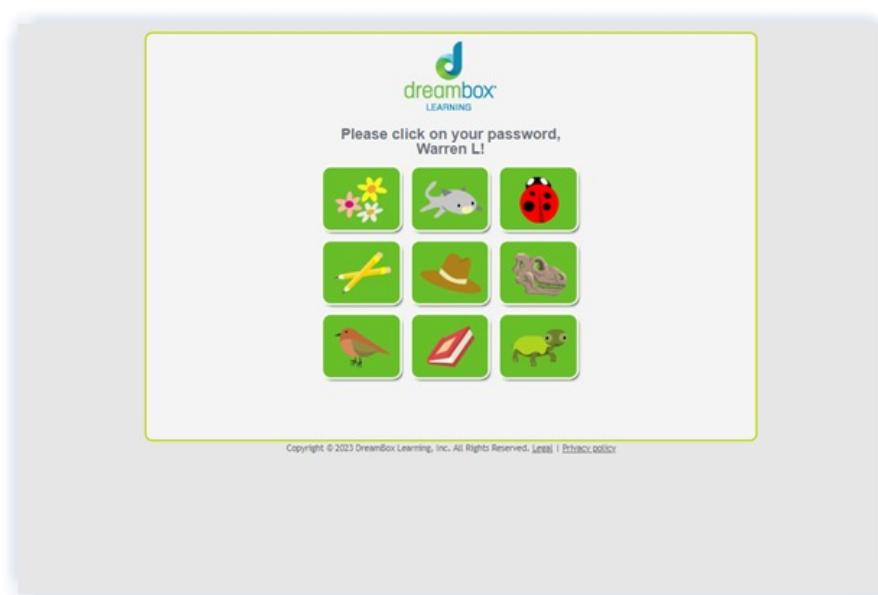 dreambox
LEARNING
Please click on your password,
Warren L!
Copyright © 2023 DreamBox Learning, Inc. All Rights Reserved. Legal | Privacy policy